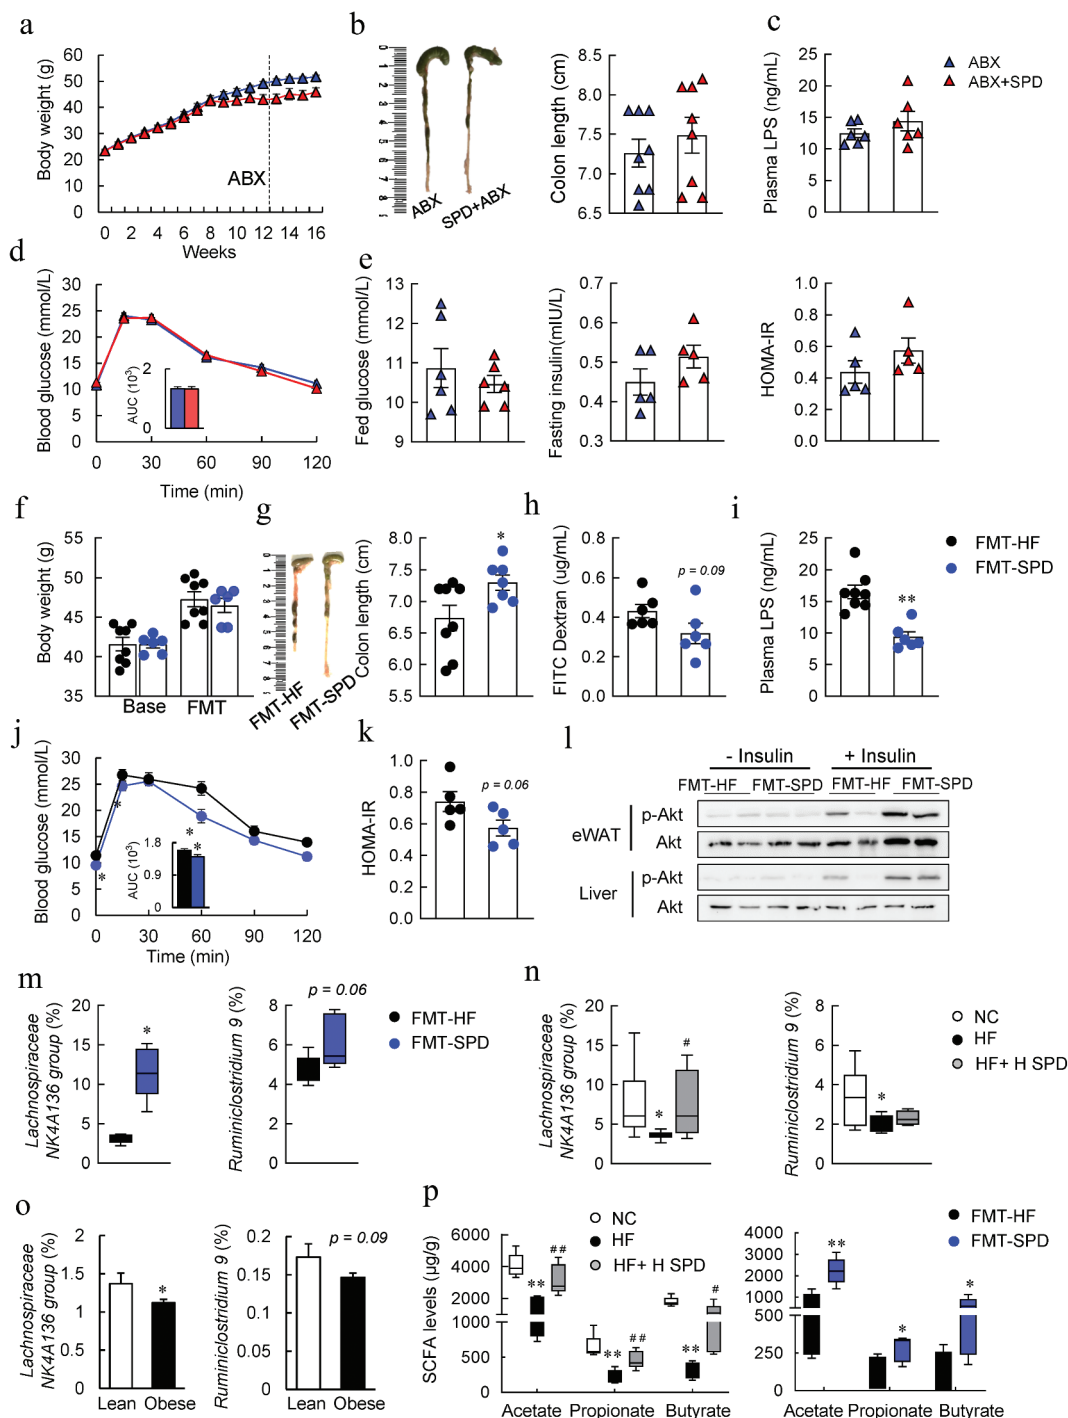 a
Body weight (g)
60
50
40
30
20
10
0
ABX
0 2 4 6 8 10 12 14 16
Weeks
b
0
1
2
3
4
5
6
7
8
ABX
SPD+ABX
Colon length (cm)
8.5
8.0
7.5
7.0
6.5
c
Plasma LPS (ng/mL)
25
20
15
10
5
0
ABX
ABX+SPD
d
Blood glucose (mmol/L)
30
25
20
15
10
5
0
AUC (10³)
2
0
0 30 60 90 120
Time (min)
e
Fed glucose (mmol/L)
13
12
11
10
9
Fasting insulin(mIU/L)
0.7
0.6
0.5
0.4
0.3
HOMA-IR
1.0
0.8
0.6
0.4
0.2
0.0
f
Body weight (g)
55
50
45
40
35
Base FMT
g
FMT-HF
FMT-SPD
Colon length (cm)
8.0
7.5
7.0
6.5
6.0
5.5
*
h
FITC Dextran (ug/mL)
0.8
0.6
0.4
0.2
0.0
p = 0.09
i
Plasma LPS (ng/mL)
25
20
15
10
5
0
**
FMT-HF
FMT-SPD
j
Blood glucose (mmol/L)
30
25
20
15
10
5
0
*
*
AUC (10³)
1.8
0.9
0
*
*
0 30 60 90 120
Time (min)
k
HOMA-IR
1.0
0.8
0.6
0.4
0.2
0.0
p = 0.06
l
- Insulin + Insulin
FMT-HF FMT-SPD FMT-HF FMT-SPD
eWAT
p-Akt
Akt
Liver
p-Akt
Akt
m
Lachnospiraceae
NK4A136 group (%)
20
15
10
5
0
*
Ruminiclostridium 9 (%)
8
6
4
2
0
p = 0.06
FMT-HF
FMT-SPD
n
Lachnospiraceae
NK4A136 group (%)
20
15
10
5
0
*
#
Ruminiclostridium 9 (%)
8
6
4
2
0
*
NC
HF
HF+ H SPD
o
Lachnospiraceae
NK4A136 group (%)
2
1.5
1
0.5
0
*
Lean Obese
Ruminiclostridium 9 (%)
0.2
0.15
0.1
0.05
0
p = 0.09
Lean Obese
p
SCFA levels (µg/g)
6000
4000
2000
1000
500
0
NC
HF
HF+ H SPD
**
##
**
##
**
#
Acetate Propionate Butyrate
4000
3000
2000
1000
500
250
0
FMT-HF
FMT-SPD
**
*
*
Acetate Propionate Butyrate